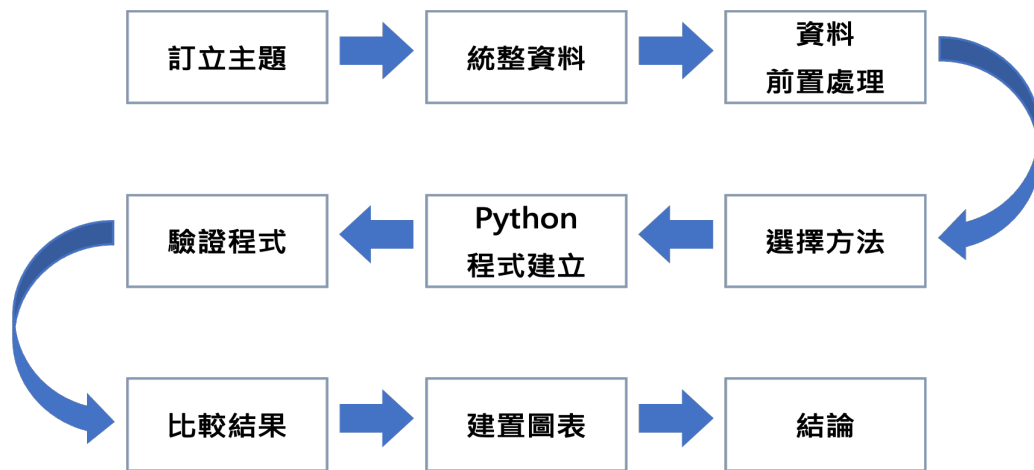 訂立主題
統整資料
資料
前置處理
選擇方法
Python
程式建立
驗證程式
比較結果
建置圖表
結論